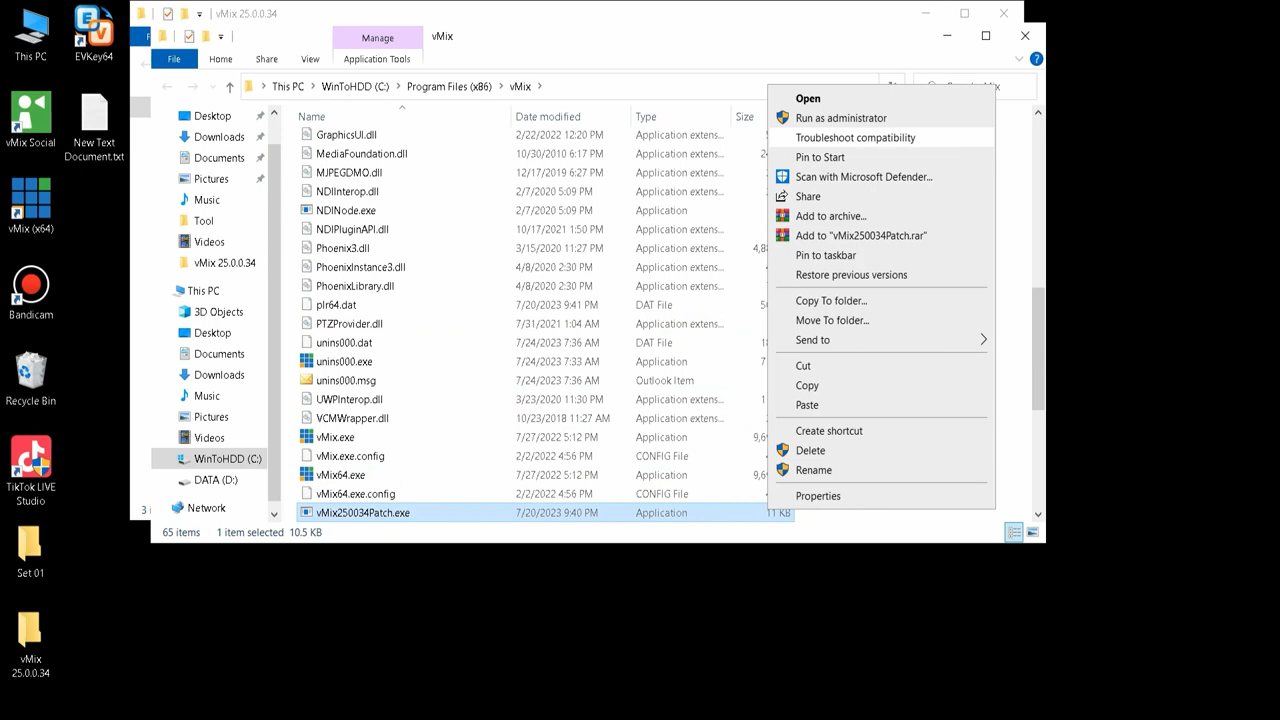 This PC
EVKey64
vMix Social
New Text
Document.txt
vMix (x64)
Bandicam
Recycle Bin
TikTok LIVE
Studio
Set 01
vMix
25.0.0.34
vMix 25.0.0.34
Manage
vMix
File
Home
Share
View
Application Tools
This PC
WinToHDD (C:)
Program Files (x86)
vMix
Desktop
Downloads
Documents
Pictures
Music
Tool
Videos
vMix 25.0.0.34
This PC
3D Objects
Desktop
Documents
Downloads
Music
Pictures
Videos
WinToHDD (C:)
DATA (D:)
Network
Name Date modified Type Size
GraphicsUI.dll 2/22/2022 12:20 PM Application extens...
MediaFoundation.dll 10/30/2010 6:17 PM Application extens...
MJPEGDMO.dll 12/17/2019 6:27 PM Application extens...
NDIInterop.dll 2/7/2020 5:09 PM Application extens...
NDINode.exe 2/7/2020 5:09 PM Application
NDIPluginAPI.dll 10/17/2021 1:50 PM Application extens...
Phoenix3.dll 3/15/2020 11:27 PM Application extens...
PhoenixInstance3.dll 4/8/2020 2:30 PM Application extens...
PhoenixLibrary.dll 4/8/2020 2:30 PM Application extens...
plr64.dat 7/20/2023 9:41 PM DAT File
PTZProvider.dll 7/31/2021 1:04 AM Application extens...
unins000.dat 7/24/2023 7:36 AM DAT File
unins000.exe 7/24/2023 7:33 AM Application
unins000.msg 7/24/2023 7:36 AM Outlook Item
UWPInterop.dll 3/23/2020 11:30 PM Application extens...
VCMWrapper.dll 10/23/2018 11:27 AM Application extens...
vMix.exe 7/27/2022 5:12 PM Application
vMix.exe.config 2/2/2022 4:56 PM CONFIG File
vMix64.exe 7/27/2022 5:12 PM Application
vMix64.exe.config 2/2/2022 4:56 PM CONFIG File
vMix250034Patch.exe 7/20/2023 9:40 PM Application 11 KB
65 items 1 item selected 10.5 KB
Open
Run as administrator
Troubleshoot compatibility
Pin to Start
Scan with Microsoft Defender...
Share
Add to archive...
Add to "vMix250034Patch.rar"
Pin to taskbar
Restore previous versions
Copy To folder...
Move To folder...
Send to
Cut
Copy
Paste
Create shortcut
Delete
Rename
Properties